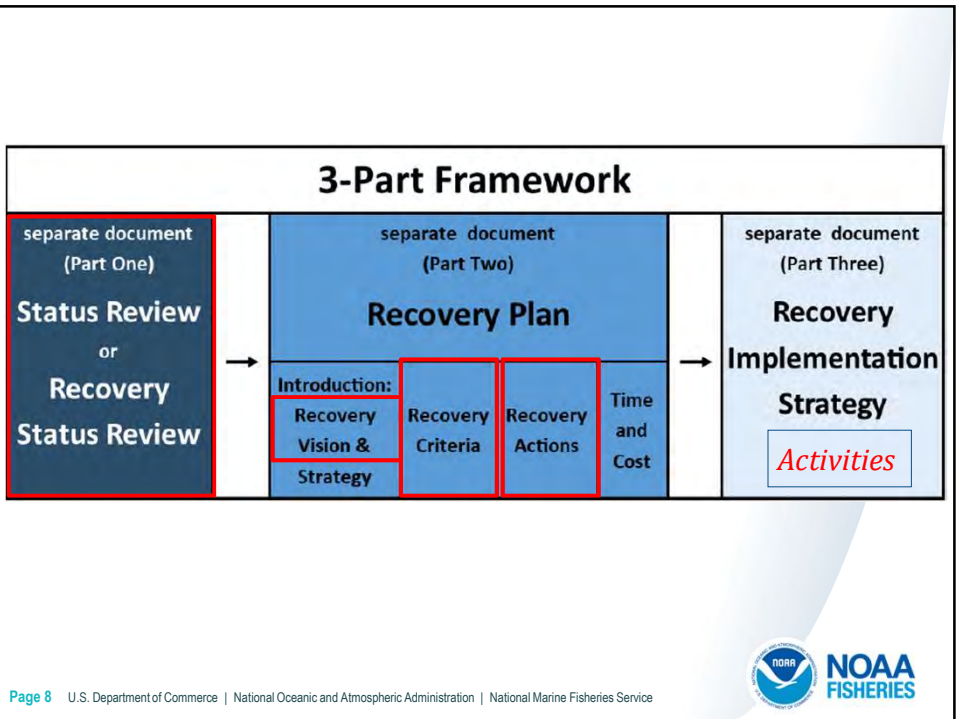 3-Part Framework
separate document
(Part One)
Status Review
or
Recovery
Status Review
→
separate document
(Part Two)
Recovery Plan
Introduction:
Recovery
Vision &
Strategy
Recovery
Criteria
Recovery
Actions
Time
and
Cost
→
separate document
(Part Three)
Recovery
Implementation
Strategy
Activities
Page 8 U.S. Department of Commerce | National Oceanic and Atmospheric Administration | National Marine Fisheries Service
NOAA
NOAA
FISHERIES